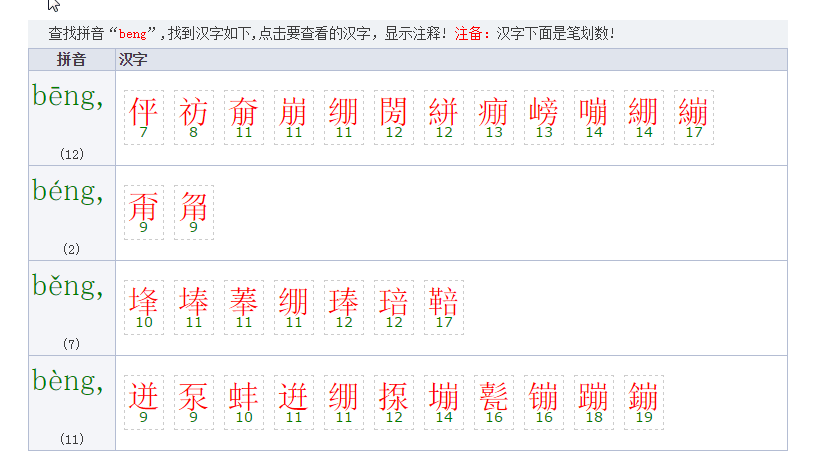 查找拼音“beng”,找到汉字如下,点击要查看的汉字，显示注释！注备：汉字下面是笔划数！
拼音 汉字
bēng, 伻 祊 奟 崩 绷 閍 絣 痭 嵭 嘣 綳 繃
7 8 11 11 11 12 12 13 13 14 14 17
(12)
béng, 甭 甮
9 9
(2)
běng, 埄 埲 菶 绷 琫 琣 鞛
10 11 11 11 12 12 17
(7)
bèng, 迸 泵 蚌 逬 绷 揼 塴 甏 镚 蹦 鏰
9 9 10 11 11 12 14 16 16 18 19
(11)